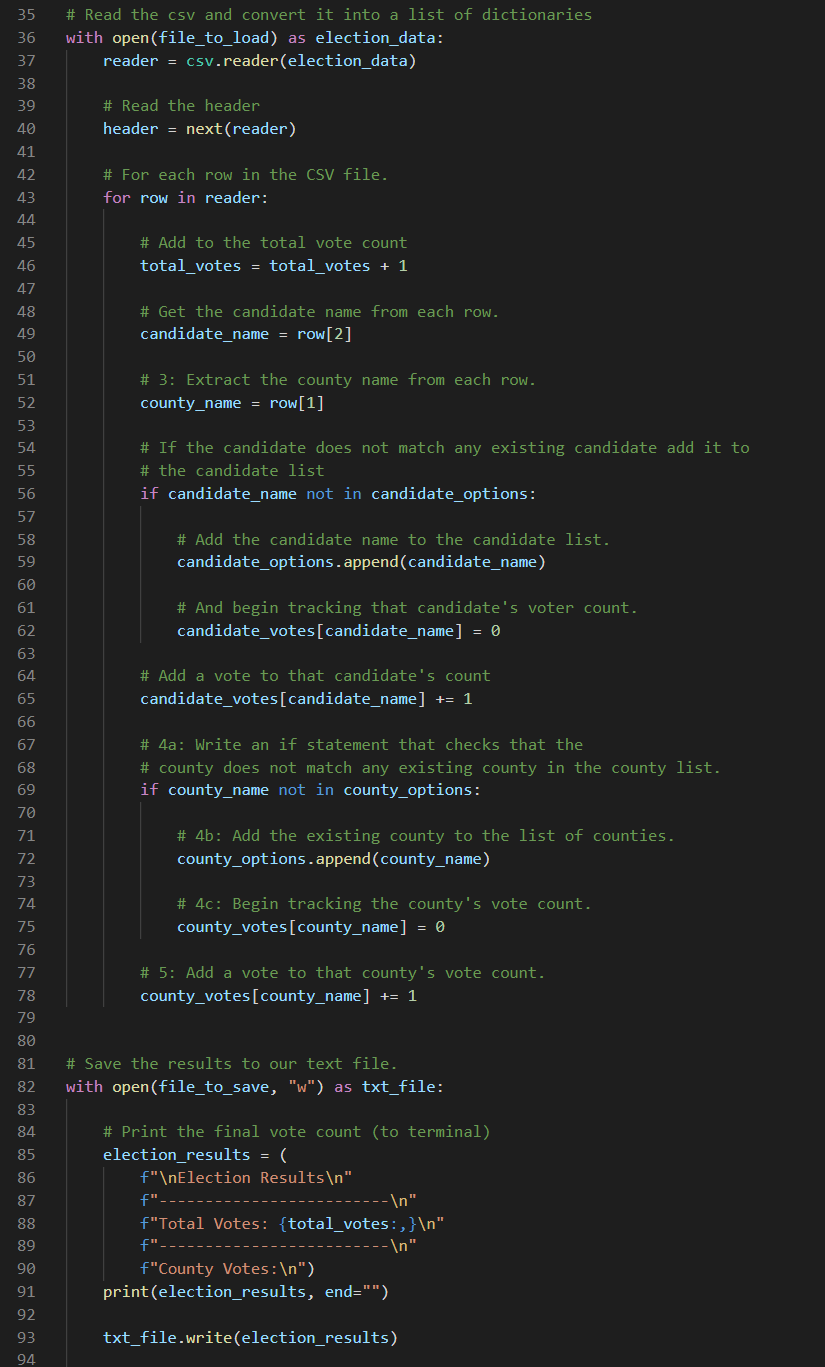 35 # Read the csv and convert it into a list of dictionaries
36 with open(file_to_load) as election_data:
37     reader = csv.reader(election_data)
38
39     # Read the header
40     header = next(reader)
41
42     # For each row in the CSV file.
43     for row in reader:
44
45         # Add to the total vote count
46         total_votes = total_votes + 1
47
48         # Get the candidate name from each row.
49         candidate_name = row[2]
50
51         # 3: Extract the county name from each row.
52         county_name = row[1]
53
54         # If the candidate does not match any existing candidate add it to
55         # the candidate list
56         if candidate_name not in candidate_options:
57
58             # Add the candidate name to the candidate list.
59             candidate_options.append(candidate_name)
60
61             # And begin tracking that candidate's voter count.
62             candidate_votes[candidate_name] = 0
63
64         # Add a vote to that candidate's count
65         candidate_votes[candidate_name] += 1
66
67         # 4a: Write an if statement that checks that the
68         # county does not match any existing county in the county list.
69         if county_name not in county_options:
70
71             # 4b: Add the existing county to the list of counties.
72             county_options.append(county_name)
73
74             # 4c: Begin tracking the county's vote count.
75             county_votes[county_name] = 0
76
77         # 5: Add a vote to that county's vote count.
78         county_votes[county_name] += 1
79
80
81 # Save the results to our text file.
82 with open(file_to_save, "w") as txt_file:
83
84     # Print the final vote count (to terminal)
85     election_results = (
86         f"\nElection Results\n"
87         f"-------------------------\n"
88         f"Total Votes: {total_votes:,}\n"
89         f"-------------------------\n"
90         f"County Votes:\n")
91     print(election_results, end="")
92
93     txt_file.write(election_results)
94